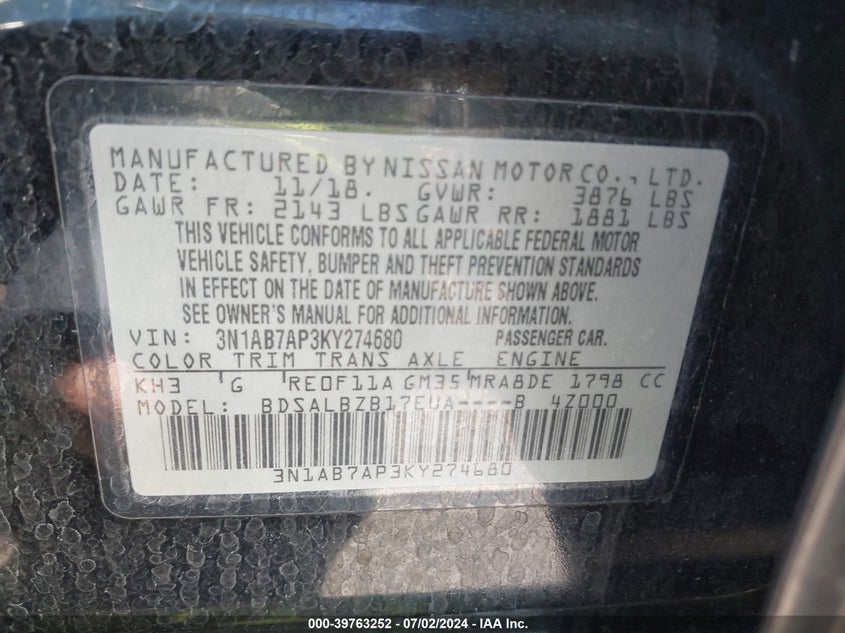 MANUFACTURED BY NISSAN MOTOR CO., LTD.
DATE: 11/18. GVWR: 3876 LBS
GAWR FR: 2143 LBS GAWR RR: 1881 LBS
THIS VEHICLE CONFORMS TO ALL APPLICABLE FEDERAL MOTOR
VEHICLE SAFETY, BUMPER AND THEFT PREVENTION STANDARDS
IN EFFECT ON THE DATE OF MANUFACTURE SHOWN ABOVE.
SEE OWNER'S MANUAL FOR ADDITIONAL INFORMATION.
VIN: 3N1AB7AP3KY274680 PASSENGER CAR.
COLOR TRIM TRANS AXLE ENGINE
KH3 G RE0F11A GM35 MRA8DE 1798 CC
MODEL: BDSALBZB17EUA----B 4Z000
3N1AB7AP3KY274680
000-39763252 - 07/02/2024 - IAA Inc.